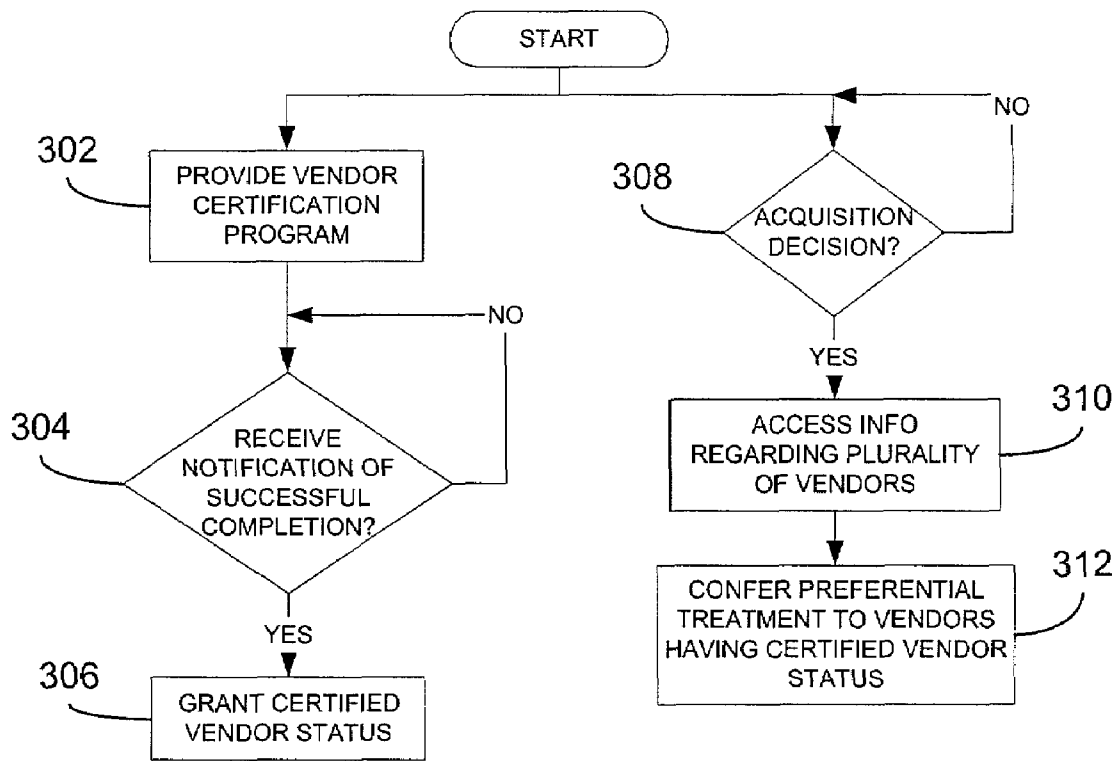 START
302
PROVIDE VENDOR
CERTIFICATION
PROGRAM
NO
304
RECEIVE
NOTIFICATION OF
SUCCESSFUL
COMPLETION?
YES
306
GRANT CERTIFIED
VENDOR STATUS
NO
308
ACQUISITION
DECISION?
YES
310
ACCESS INFO
REGARDING PLURALITY
OF VENDORS
312
CONFER PREFERENTIAL
TREATMENT TO VENDORS
HAVING CERTIFIED VENDOR
STATUS